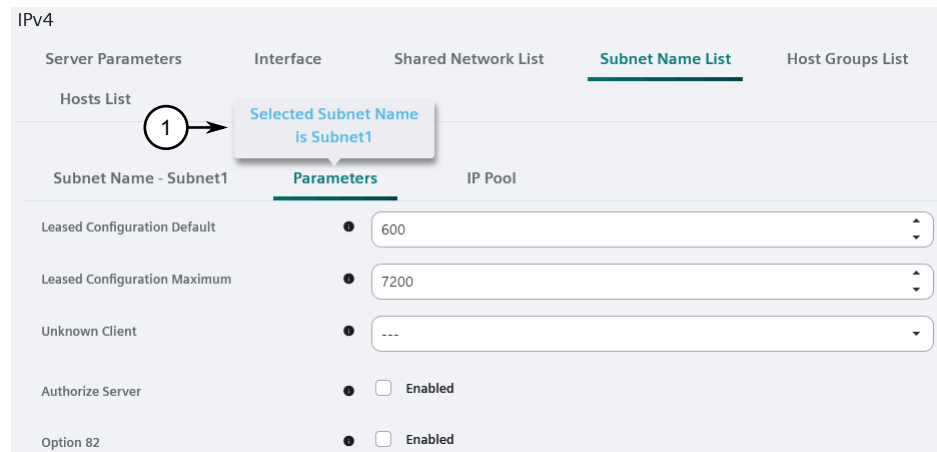 IPv4
Server Parameters Interface Shared Network List Subnet Name List Host Groups List
Hosts List
1
Selected Subnet Name
is Subnet1
Subnet Name - Subnet1 Parameters IP Pool
Leased Configuration Default 600
Leased Configuration Maximum 7200
Unknown Client ---
Authorize Server Enabled
Option 82 Enabled